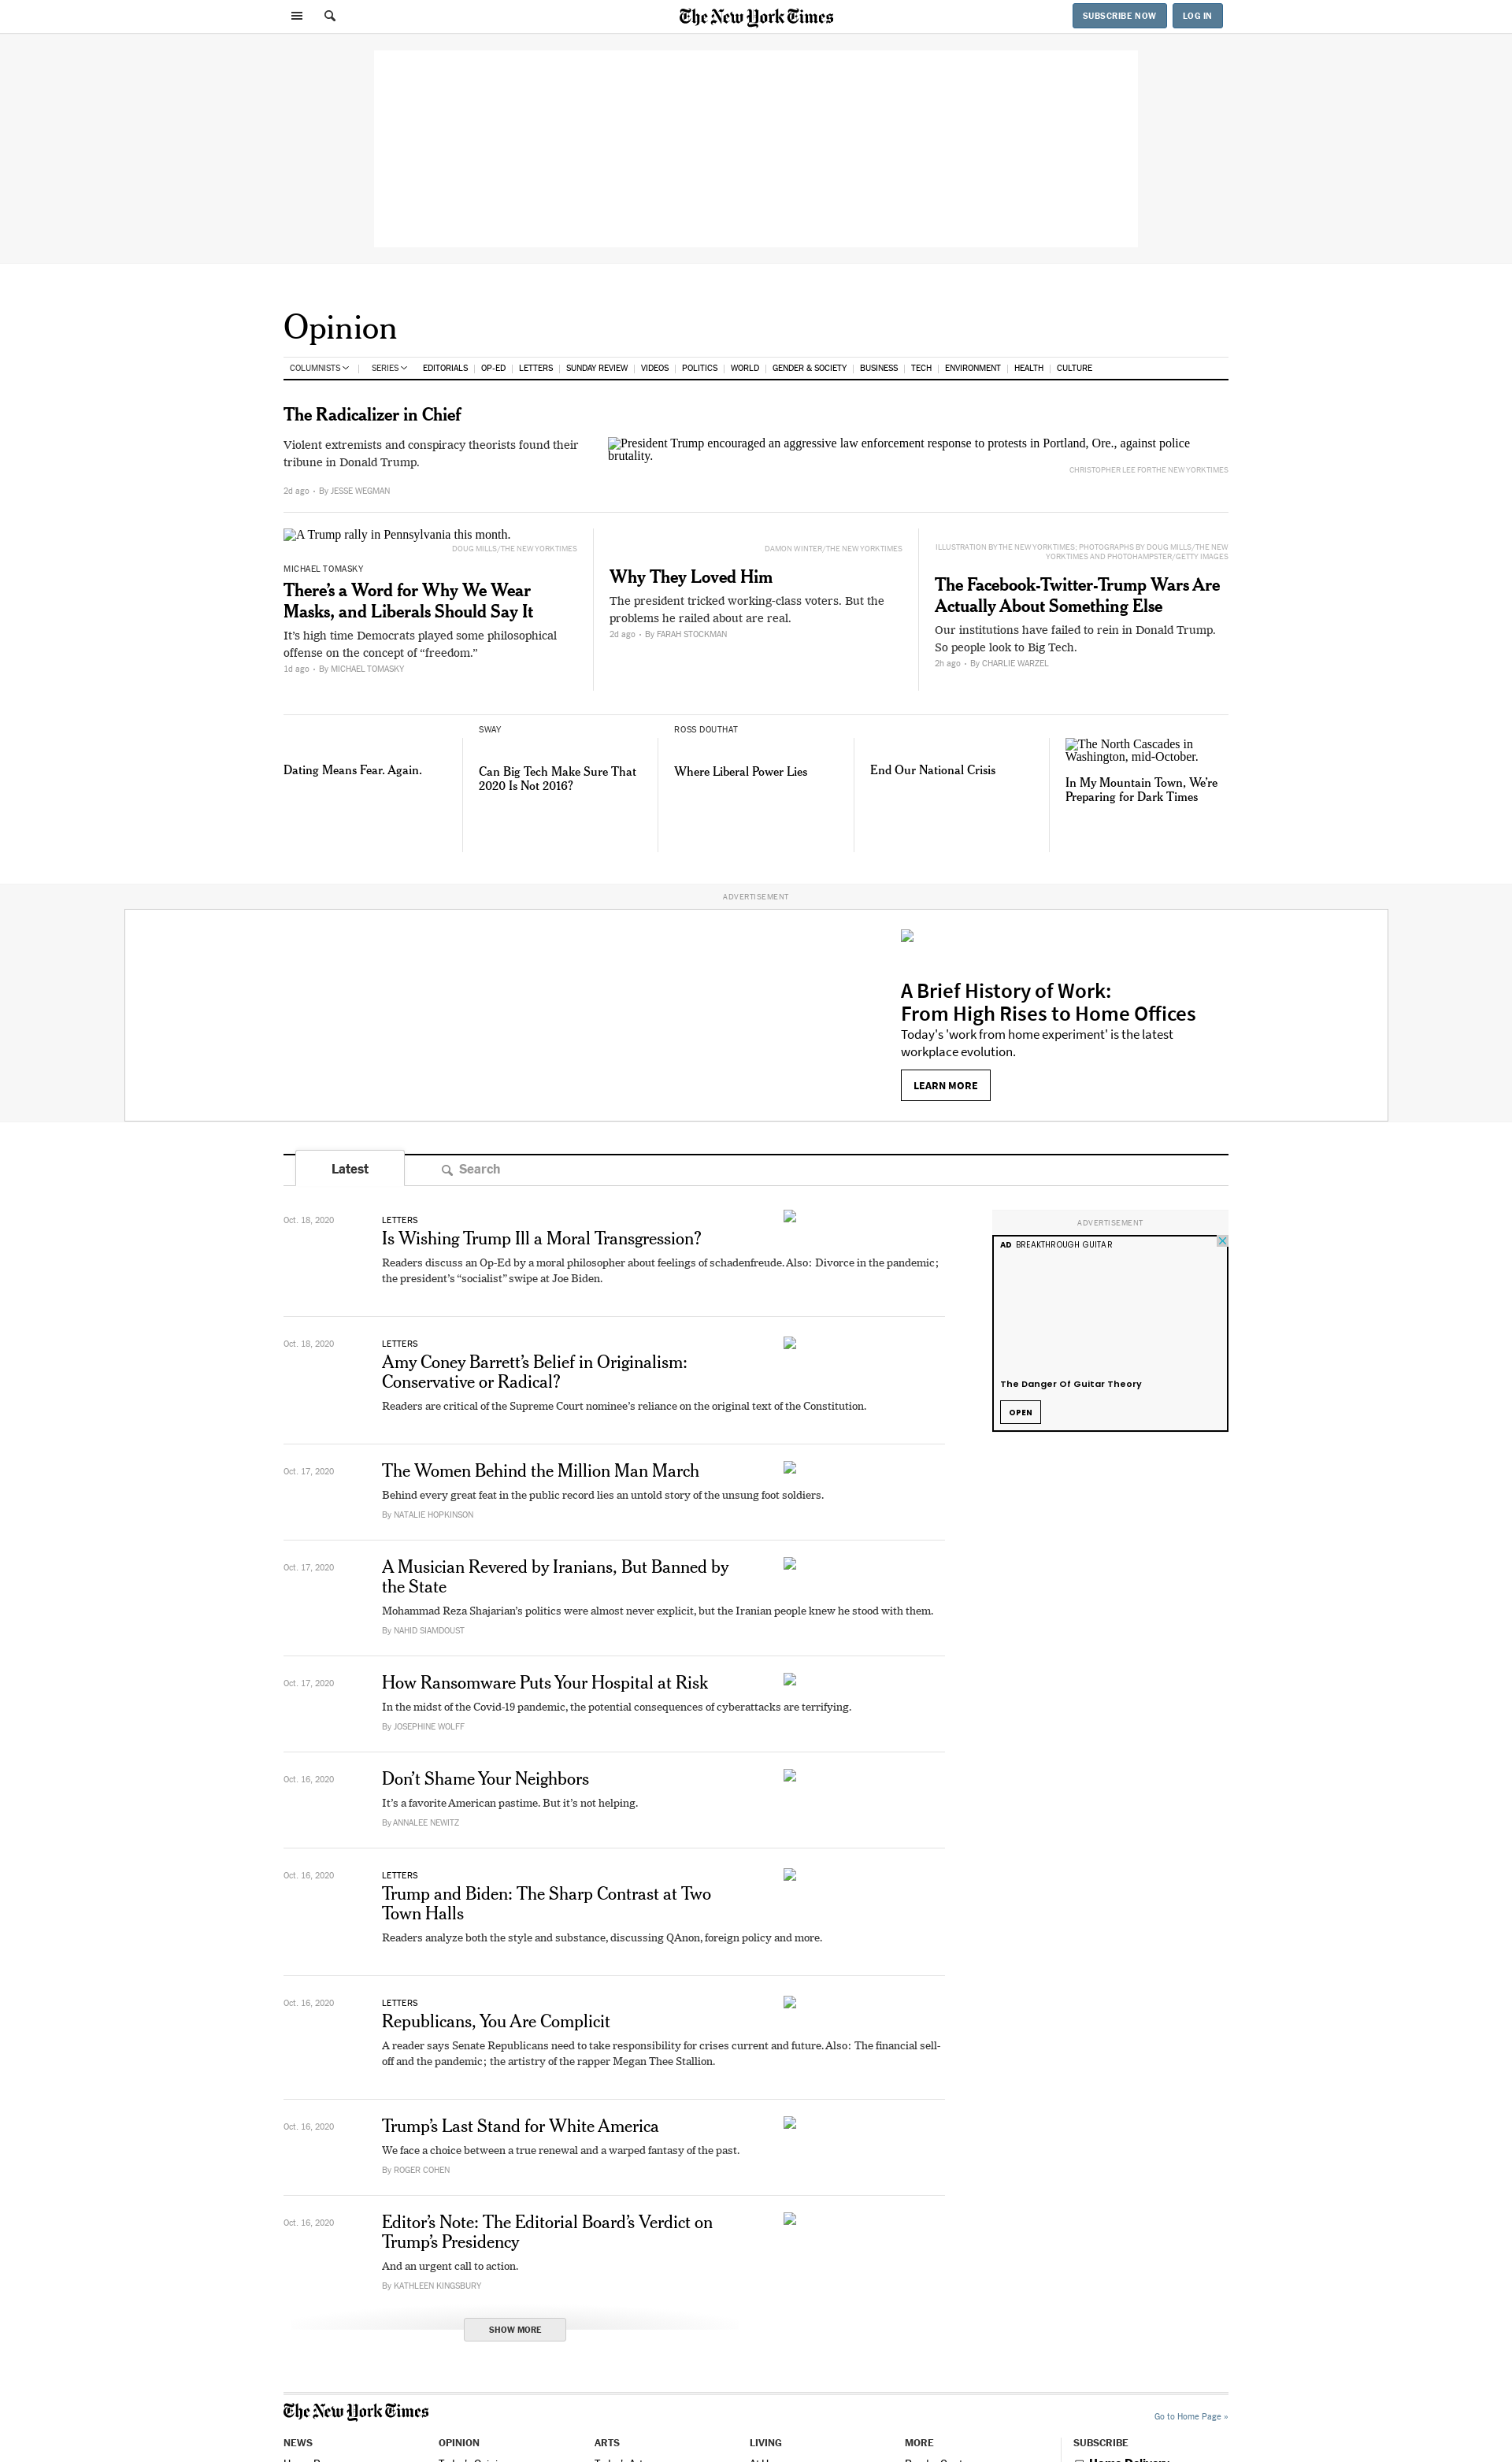 The New York Times
SUBSCRIBE NOW
LOG IN
Opinion
COLUMNISTS
SERIES
EDITORIALS
OP-ED
LETTERS
SUNDAY REVIEW
VIDEOS
POLITICS
WORLD
GENDER & SOCIETY
BUSINESS
TECH
ENVIRONMENT
HEALTH
CULTURE
The Radicalizer in Chief
Violent extremists and conspiracy theorists found their
tribune in Donald Trump.
2d ago • By JESSE WEGMAN
President Trump encouraged an aggressive law enforcement response to protests in Portland, Ore., against police
brutality.
CHRISTOPHER LEE FOR THE NEW YORK TIMES
A Trump rally in Pennsylvania this month.
DOUG MILLS/THE NEW YORK TIMES
MICHAEL TOMASKY
There’s a Word for Why We Wear
Masks, and Liberals Should Say It
It’s high time Democrats played some philosophical
offense on the concept of “freedom.”
1d ago • By MICHAEL TOMASKY
DAMON WINTER/THE NEW YORK TIMES
Why They Loved Him
The president tricked working-class voters. But the
problems he railed about are real.
2d ago • By FARAH STOCKMAN
ILLUSTRATION BY THE NEW YORK TIMES; PHOTOGRAPHS BY DOUG MILLS/THE NEW
YORK TIMES AND PHOTOHAMPSTER/GETTY IMAGES
The Facebook-Twitter-Trump Wars Are
Actually About Something Else
Our institutions have failed to rein in Donald Trump.
So people look to Big Tech.
2h ago • By CHARLIE WARZEL
Dating Means Fear. Again.
SWAY
Can Big Tech Make Sure That
2020 Is Not 2016?
ROSS DOUTHAT
Where Liberal Power Lies
End Our National Crisis
The North Cascades in
Washington, mid-October.
In My Mountain Town, We’re
Preparing for Dark Times
ADVERTISEMENT
A Brief History of Work:
From High Rises to Home Offices
Today's 'work from home experiment' is the latest
workplace evolution.
LEARN MORE
Latest
Search
Oct. 18, 2020
LETTERS
Is Wishing Trump Ill a Moral Transgression?
Readers discuss an Op-Ed by a moral philosopher about feelings of schadenfreude. Also: Divorce in the pandemic;
the president’s “socialist” swipe at Joe Biden.
ADVERTISEMENT
AD BREAKTHROUGH GUITAR
The Danger Of Guitar Theory
OPEN
Oct. 18, 2020
LETTERS
Amy Coney Barrett’s Belief in Originalism:
Conservative or Radical?
Readers are critical of the Supreme Court nominee’s reliance on the original text of the Constitution.
Oct. 17, 2020
The Women Behind the Million Man March
Behind every great feat in the public record lies an untold story of the unsung foot soldiers.
By NATALIE HOPKINSON
Oct. 17, 2020
A Musician Revered by Iranians, But Banned by
the State
Mohammad Reza Shajarian’s politics were almost never explicit, but the Iranian people knew he stood with them.
By NAHID SIAMDOUST
Oct. 17, 2020
How Ransomware Puts Your Hospital at Risk
In the midst of the Covid-19 pandemic, the potential consequences of cyberattacks are terrifying.
By JOSEPHINE WOLFF
Oct. 16, 2020
Don’t Shame Your Neighbors
It’s a favorite American pastime. But it’s not helping.
By ANNALEE NEWITZ
Oct. 16, 2020
LETTERS
Trump and Biden: The Sharp Contrast at Two
Town Halls
Readers analyze both the style and substance, discussing QAnon, foreign policy and more.
Oct. 16, 2020
LETTERS
Republicans, You Are Complicit
A reader says Senate Republicans need to take responsibility for crises current and future. Also: The financial sell-
off and the pandemic; the artistry of the rapper Megan Thee Stallion.
Oct. 16, 2020
Trump’s Last Stand for White America
We face a choice between a true renewal and a warped fantasy of the past.
By ROGER COHEN
Oct. 16, 2020
Editor’s Note: The Editorial Board’s Verdict on
Trump’s Presidency
And an urgent call to action.
By KATHLEEN KINGSBURY
SHOW MORE
The New York Times
Go to Home Page »
NEWS
OPINION
ARTS
LIVING
MORE
SUBSCRIBE